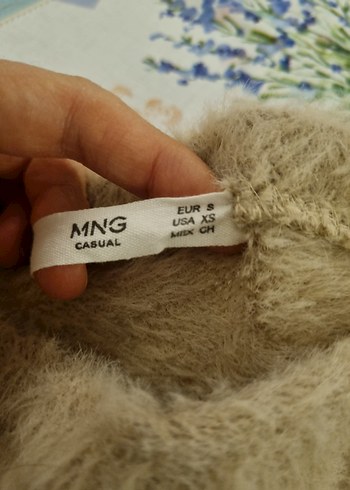 MNG
CASUAL
EUR S
USA XS
MEX CH